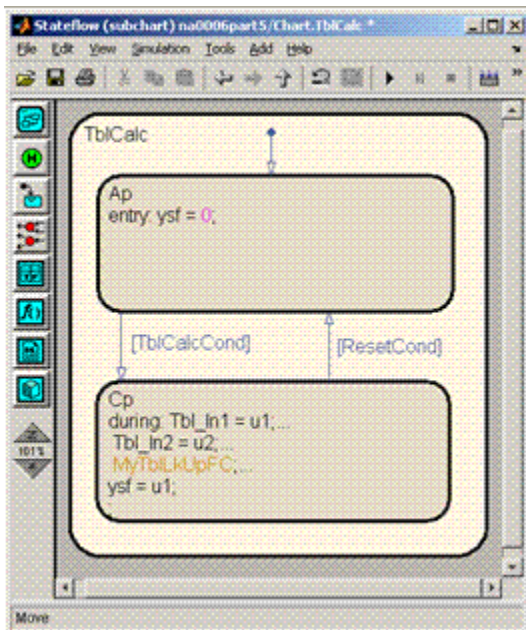 Stateflow (subchart) na0006part5/Chart.TblCalc *
File Edit View Simulation Tools Add Help
TblCalc
Ap
entry: ysf = 0;
[TblCalcCond]
[ResetCond]
Cp
during: Tbl_In1 = u1;...
Tbl_In2 = u2;...
MyTblLkUpFC;...
ysf = u1;
101%
Move